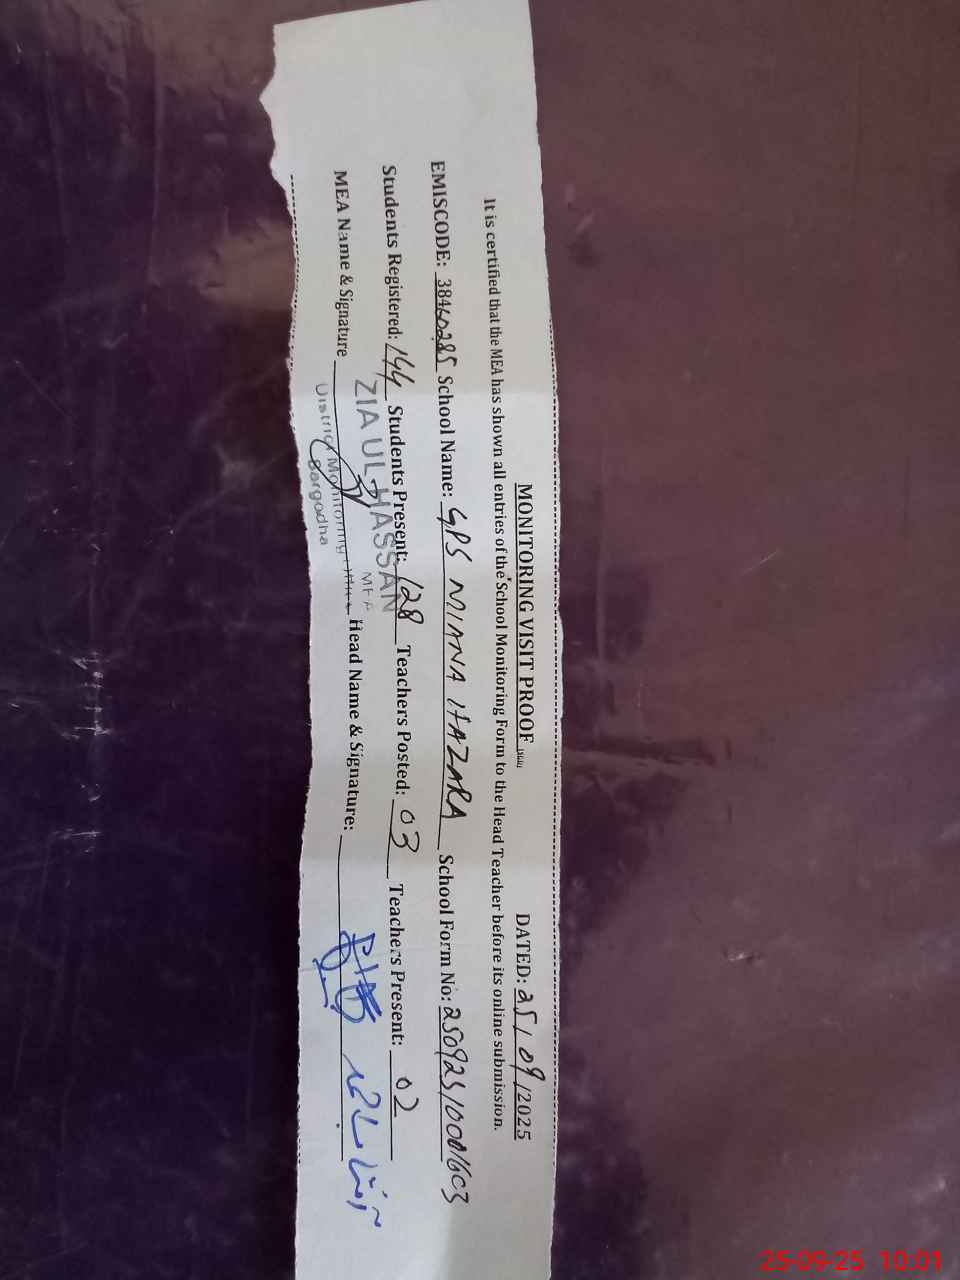 MONITORING VISIT PROOF DATED: 25/09/2025
It is certified that the MEA has shown all entries of the School Monitoring Form to the Head Teacher before its online submission.
EMISCODE: 38460285 School Name: GPS MIANA HAZARA School Form No:
Students Registered: 144 Students Present: 128 Teachers Posted: 03 Teachers Present: 02
MEA Name & Signature Head Name & Signature:
ZIA UL HASSAN
MEA
District Monitoring
Sargodha
25-09-25 10:01